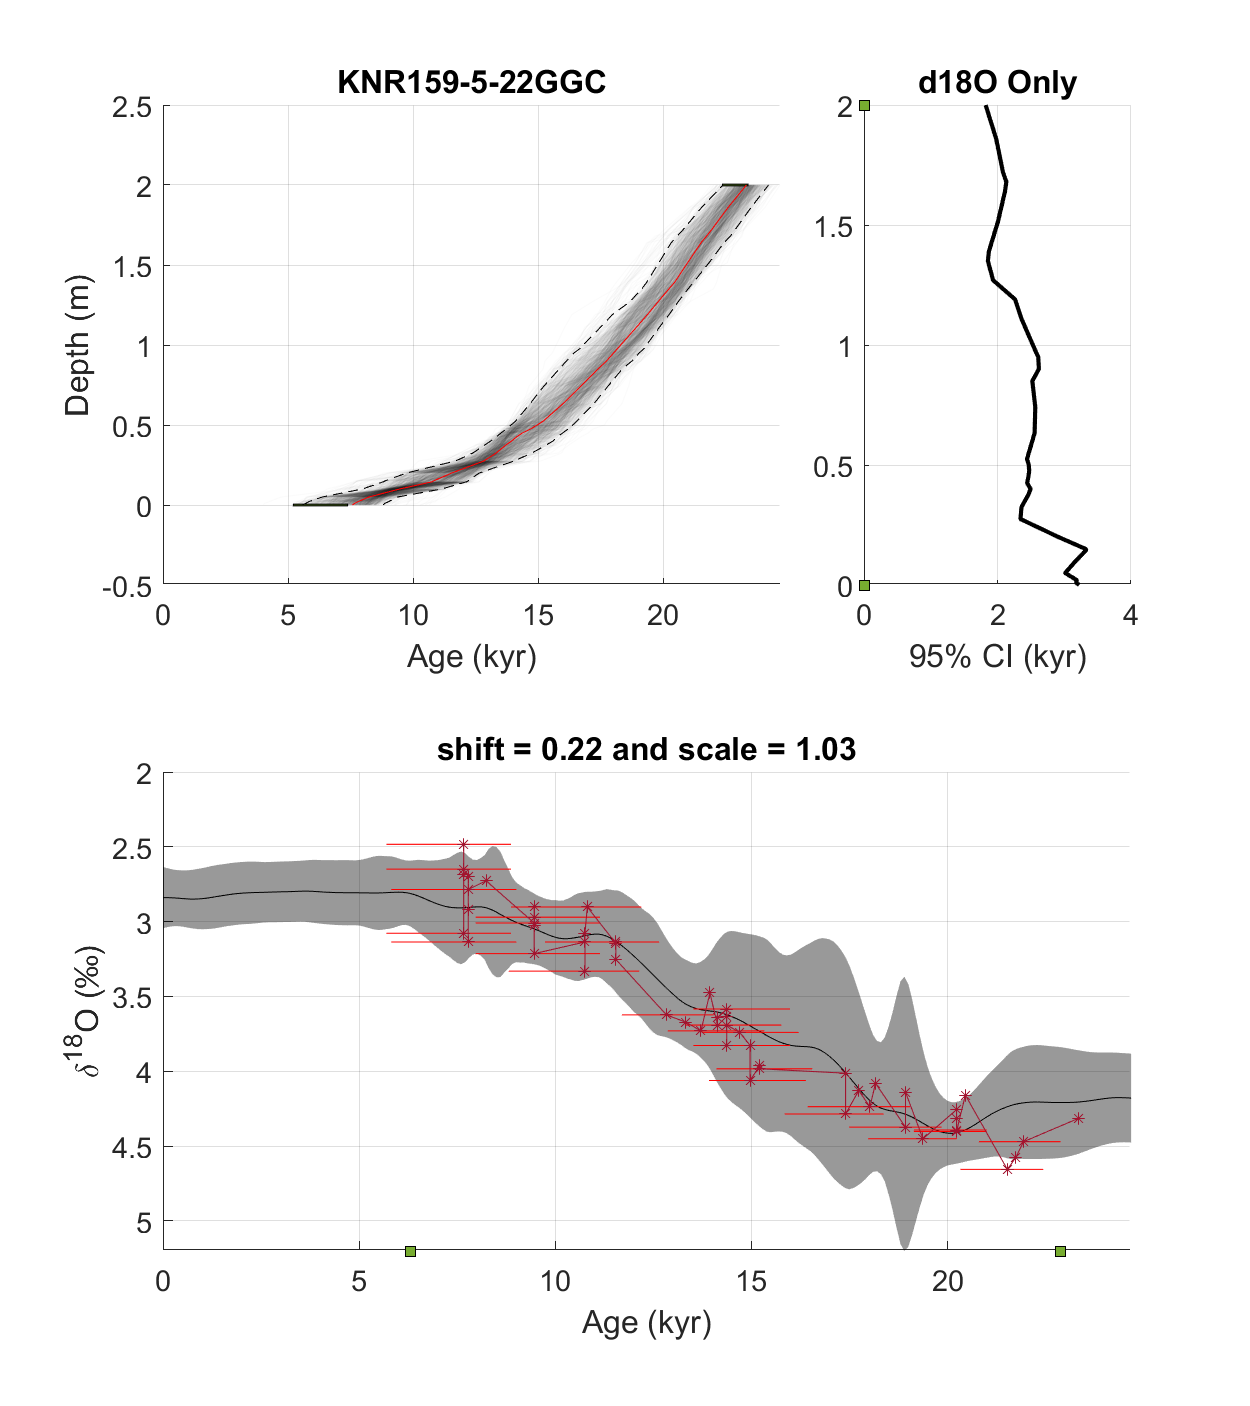 KNR159-5-22GGC
d18O Only
2.5
2
1.5
1
0.5
0
-0.5
0 5 10 15 20
Age (kyr)
Depth (m)
2
1.5
1
0.5
0
0 2 4
95% CI (kyr)
shift = 0.22 and scale = 1.03
2
2.5
3
3.5
4
4.5
5
0 5 10 15 20
Age (kyr)
δ¹⁸O (‰)